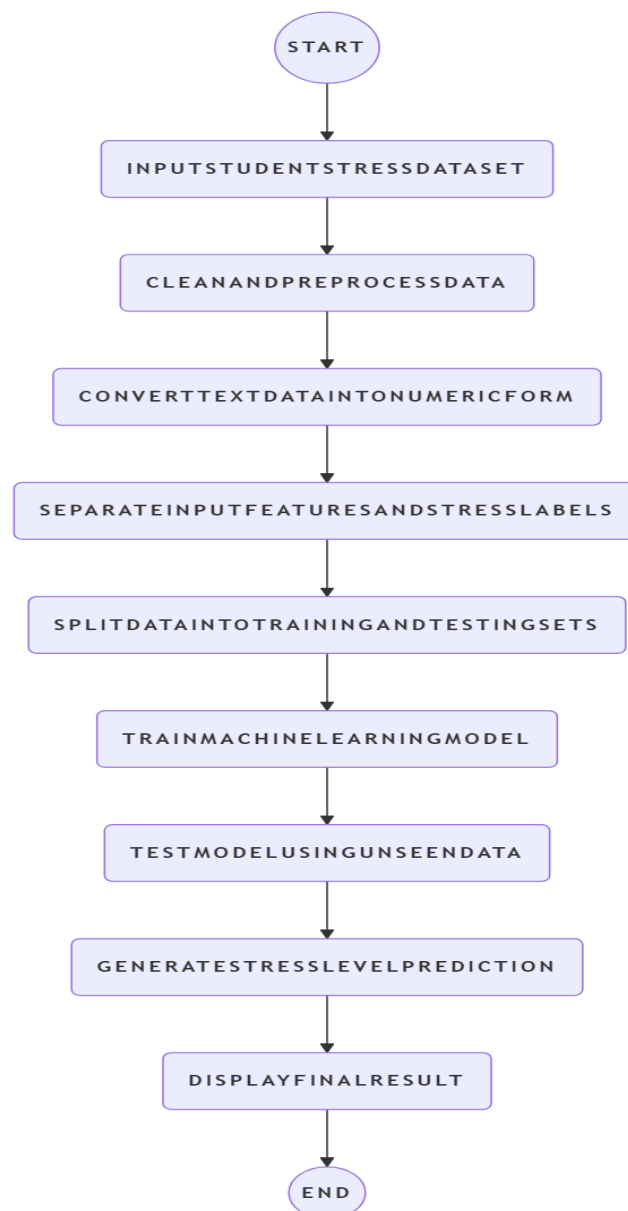 START
INPUTSTUDENTSTRESSDATASET
CLEANANDPREPROCESSDATA
CONVERTTEXTDATAINTONUMERICFORM
SEPARATEINPUTFEATURESANDSTRESSLABELS
SPLITDATAINTOTRAININGANDTESTINGSETS
TRAINMACHINELEARNINGMODEL
TESTMODELUSINGUNSEENDATA
GENERATESTRESSLEVELPREDICTION
DISPLAYFINALRESULT
END